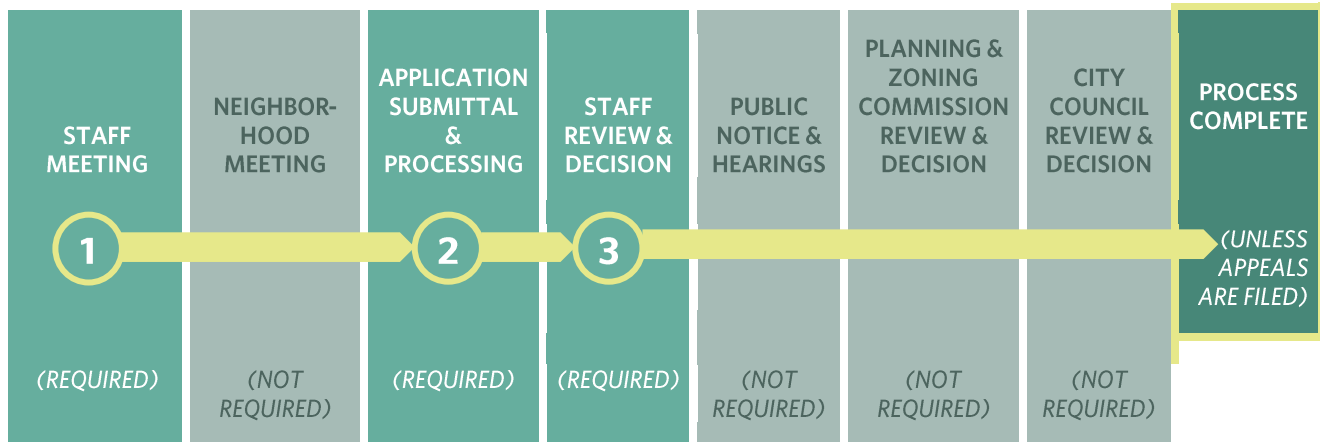 STAFF
MEETING
1
(REQUIRED)
NEIGHBOR-
HOOD
MEETING
(NOT
REQUIRED)
APPLICATION
SUBMITTAL
&
PROCESSING
2
(REQUIRED)
STAFF
REVIEW &
DECISION
3
(REQUIRED)
PUBLIC
NOTICE &
HEARINGS
(NOT
REQUIRED)
PLANNING &
ZONING
COMMISSION
REVIEW &
DECISION
(NOT
REQUIRED)
CITY
COUNCIL
REVIEW &
DECISION
(NOT
REQUIRED)
PROCESS
COMPLETE
(UNLESS
APPEALS
ARE FILED)